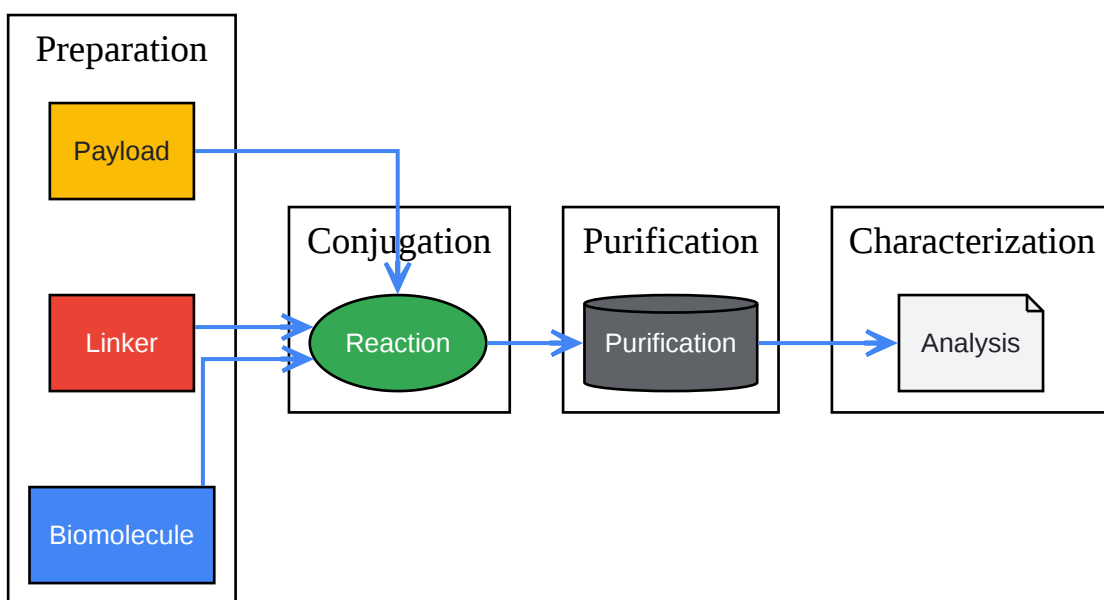 Preparation
Payload
Linker
Biomolecule
Conjugation
Reaction
Purification
Purification
Characterization
Analysis